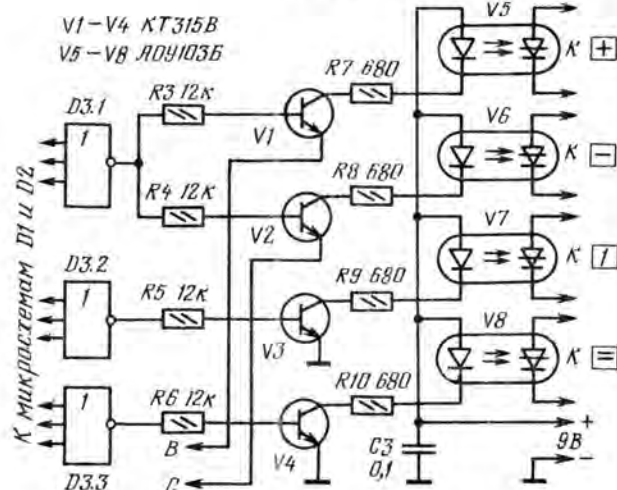 V1-V4 КТ315В
V5-V8 АОУ103Б
D3.1
1
R3 12к
V1
R7 680
V5
К +
R4 12к
V2
R8 680
V6
К -
D3.2
1
R5 12к
V3
R9 680
V7
К 1
D3.3
1
R6 12к
V4
R10 680
V8
К =
К микросхемам D1 и D2
В
С
C3
0,1
+
9В
-